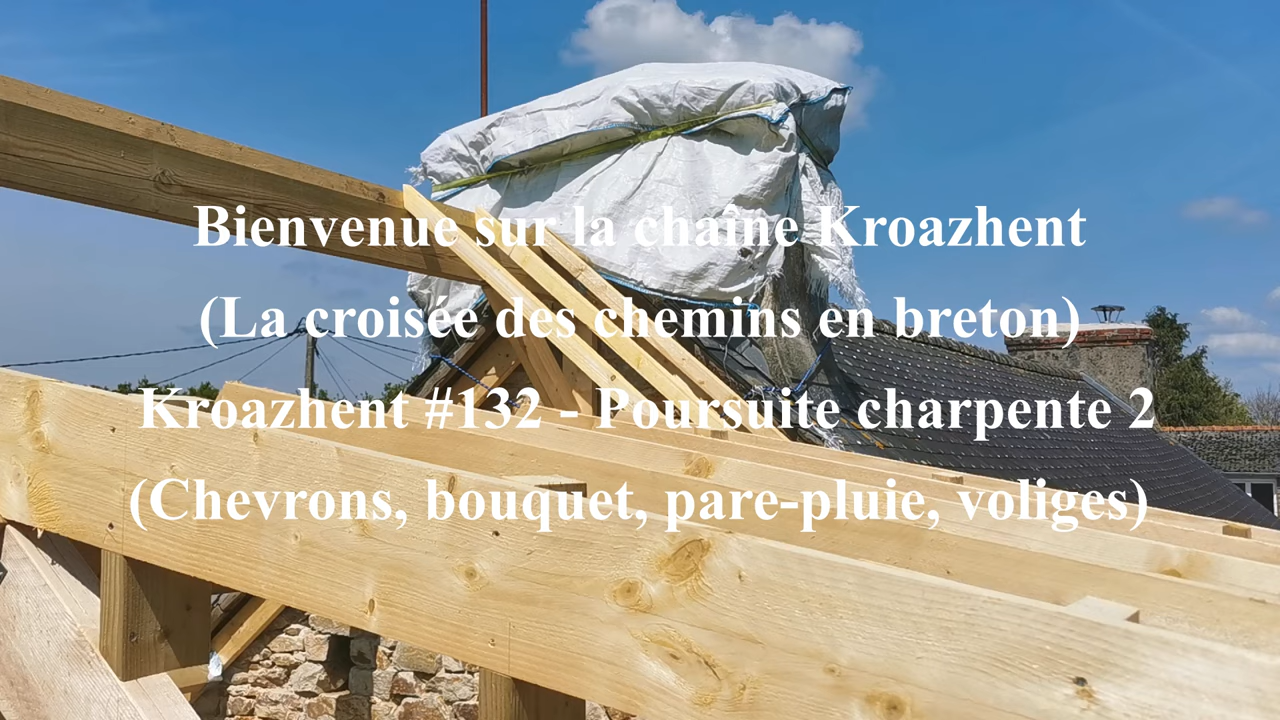 Bienvenue sur la chaîne Kroazhent
(La croisée des chemins en breton)
Kroazhent #132 - Poursuite charpente 2
(Chevrons, bouquet, pare-pluie, voliges)